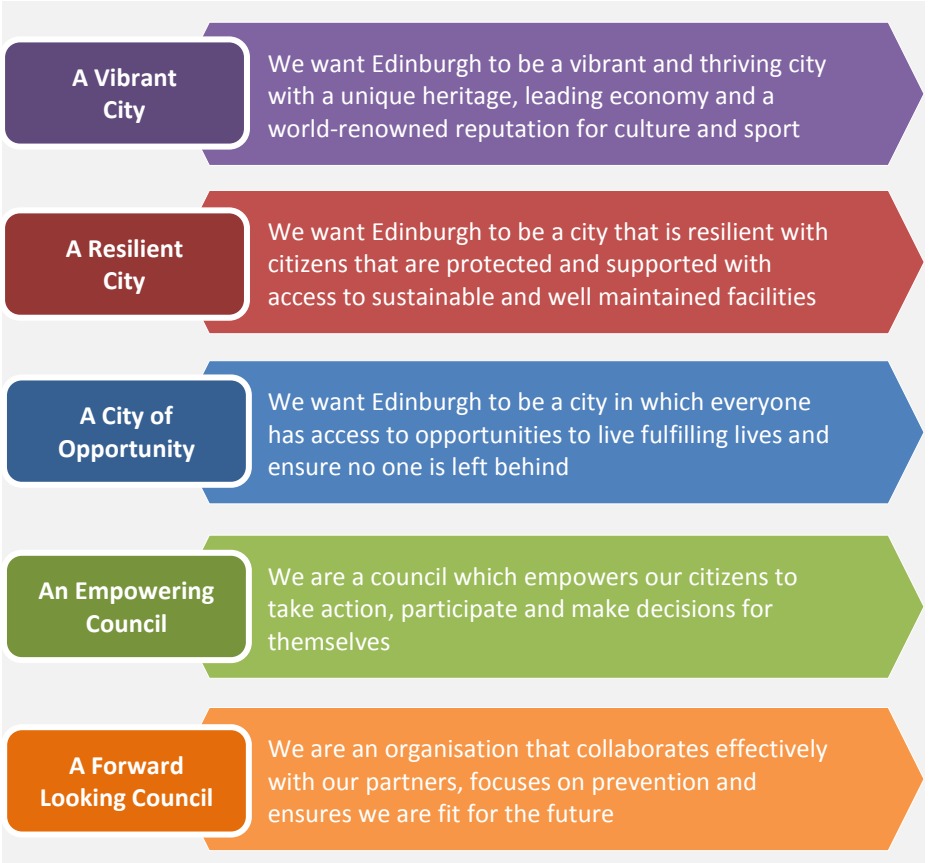 A Vibrant
City
We want Edinburgh to be a vibrant and thriving city
with a unique heritage, leading economy and a
world-renowned reputation for culture and sport
A Resilient
City
We want Edinburgh to be a city that is resilient with
citizens that are protected and supported with
access to sustainable and well maintained facilities
A City of
Opportunity
We want Edinburgh to be a city in which everyone
has access to opportunities to live fulfilling lives and
ensure no one is left behind
An Empowering
Council
We are a council which empowers our citizens to
take action, participate and make decisions for
themselves
A Forward
Looking Council
We are an organisation that collaborates effectively
with our partners, focuses on prevention and
ensures we are fit for the future